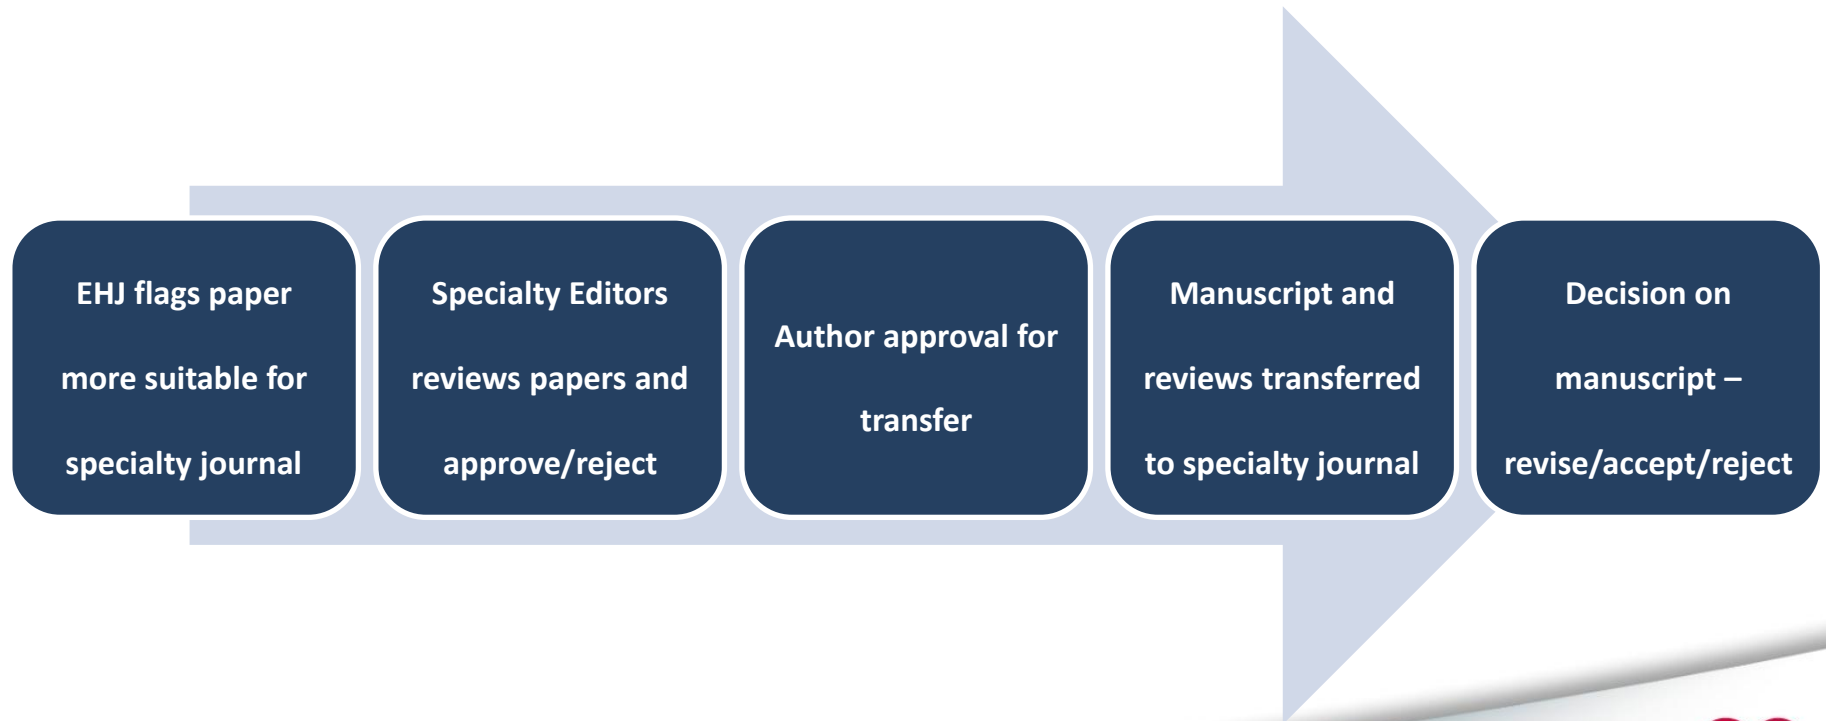 EHJ flags paper
more suitable for
specialty journal
Specialty Editors
reviews papers and
approve/reject
Author approval for
transfer
Manuscript and
reviews transferred
to specialty journal
Decision on
manuscript –
revise/accept/reject